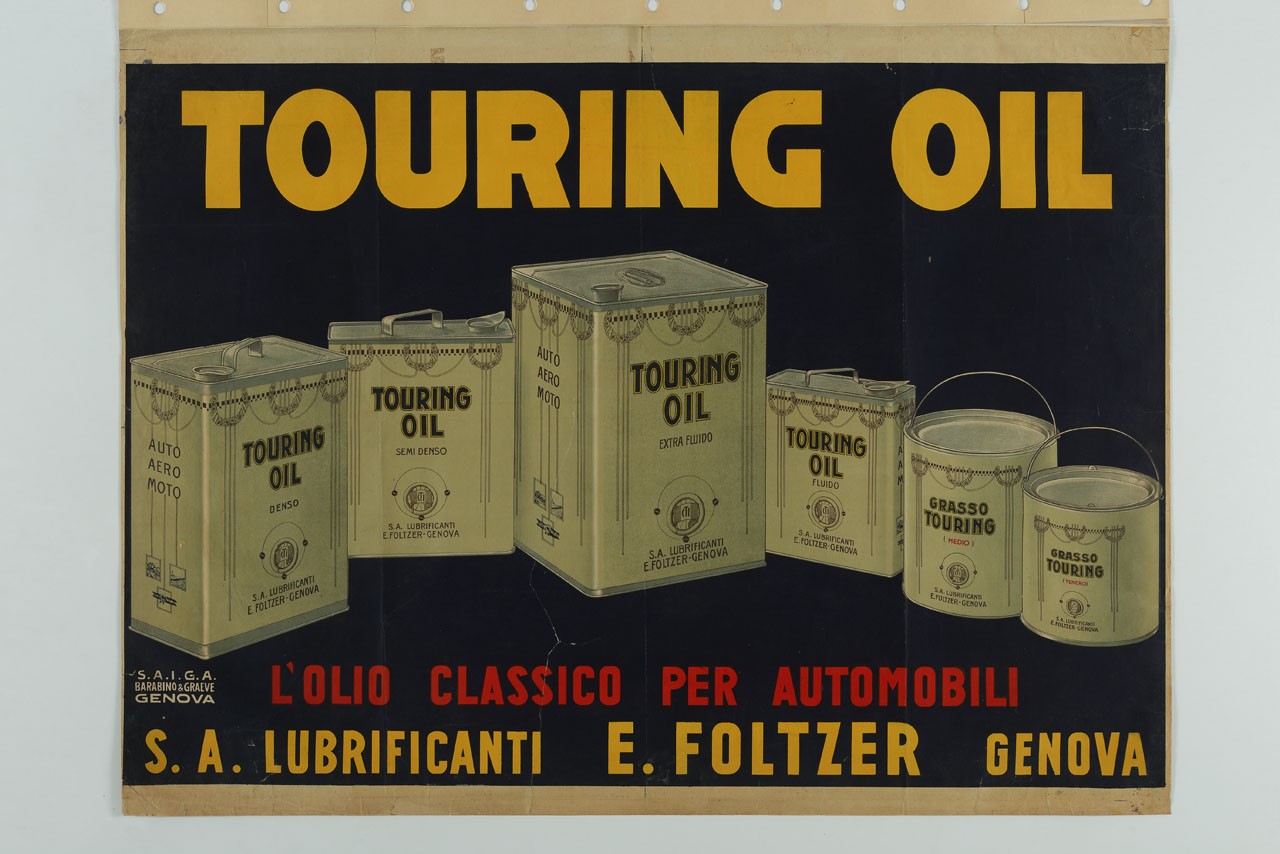 TOURING OIL
AUTO
AERO
MOTO
TOURING
OIL
DENSO
S.A. LUBRIFICANTI
E. FOLTZER-GENOVA
TOURING
OIL
SEMI DENSO
S.A. LUBRIFICANTI
E. FOLTZER-GENOVA
AUTO
AERO
MOTO
TOURING
OIL
EXTRA FLUIDO
S.A. LUBRIFICANTI
E. FOLTZER-GENOVA
TOURING
OIL
FLUIDO
S.A. LUBRIFICANTI
E. FOLTZER-GENOVA
A
A
M
GRASSO
TOURING
( MEDIO )
S.A. LUBRIFICANTI
E. FOLTZER-GENOVA
GRASSO
TOURING
(TENERO)
S.A. LUBRIFICANTI
E. FOLTZER-GENOVA
S.A.I.G.A.
BARABINO & GRAEVE
GENOVA
L'OLIO CLASSICO PER AUTOMOBILI
S. A. LUBRIFICANTI E. FOLTZER GENOVA